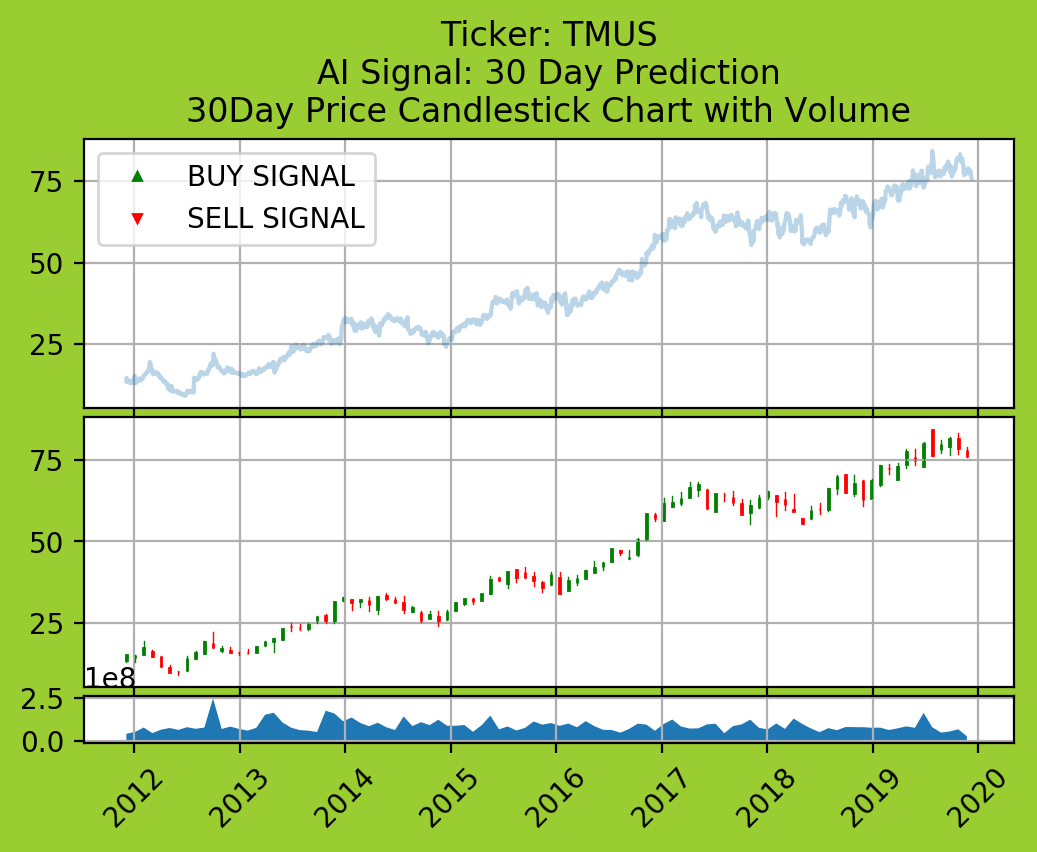 Ticker: TMUS
AI Signal: 30 Day Prediction
30Day Price Candlestick Chart with Volume
BUY SIGNAL
SELL SIGNAL
75
50
25
75
50
25
1e8
2.5
0.0
2012
2013
2014
2015
2016
2017
2018
2019
2020